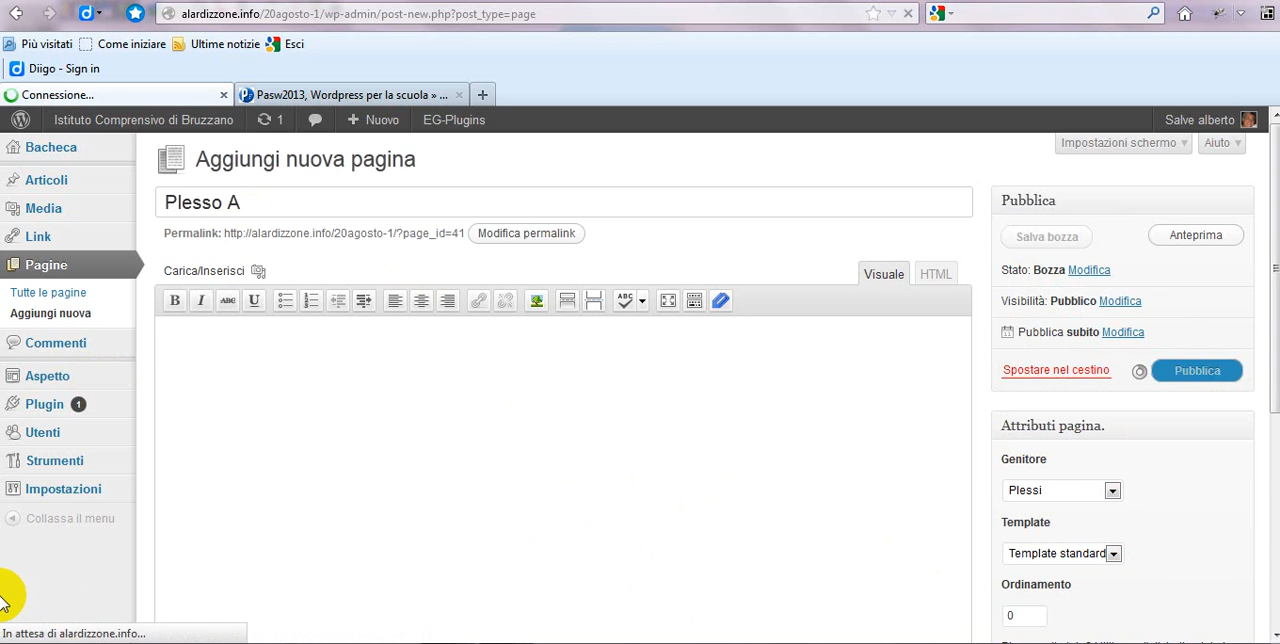 alardizzone.info/20agosto-1/wp-admin/post-new.php?post_type=page
Più visitati Come iniziare Ultime notizie Esci
Diigo - Sign in
Connessione... Pasw2013, Wordpress per la scuola » ...
Istituto Comprensivo di Bruzzano 1 Nuovo EG-Plugins Salve alberto
Bacheca
Articoli
Media
Link
Pagine
Tutte le pagine
Aggiungi nuova
Commenti
Aspetto
Plugin 1
Utenti
Strumenti
Impostazioni
Collassa il menu
Impostazioni schermo Aiuto
Aggiungi nuova pagina
Plesso A
Permalink: http://alardizzone.info/20agosto-1/?page_id=41 Modifica permalink
Carica/Inserisci Visuale HTML
B I ABC U ABC
Pubblica
Salva bozza Anteprima
Stato: Bozza Modifica
Visibilità: Pubblico Modifica
Pubblica subito Modifica
Spostare nel cestino Pubblica
Attributi pagina.
Genitore
Plessi
Template
Template standard
Ordinamento
0
In attesa di alardizzone.info...